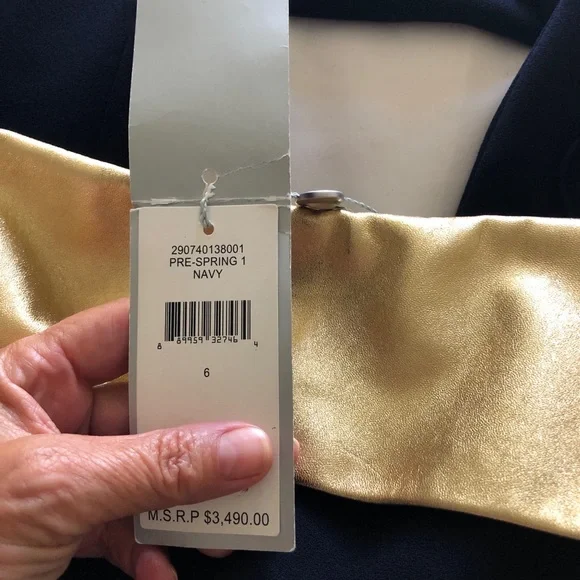 290740138001
PRE-SPRING 1
NAVY
8 89959 32746 4
6
M.S.R.P $3,490.00